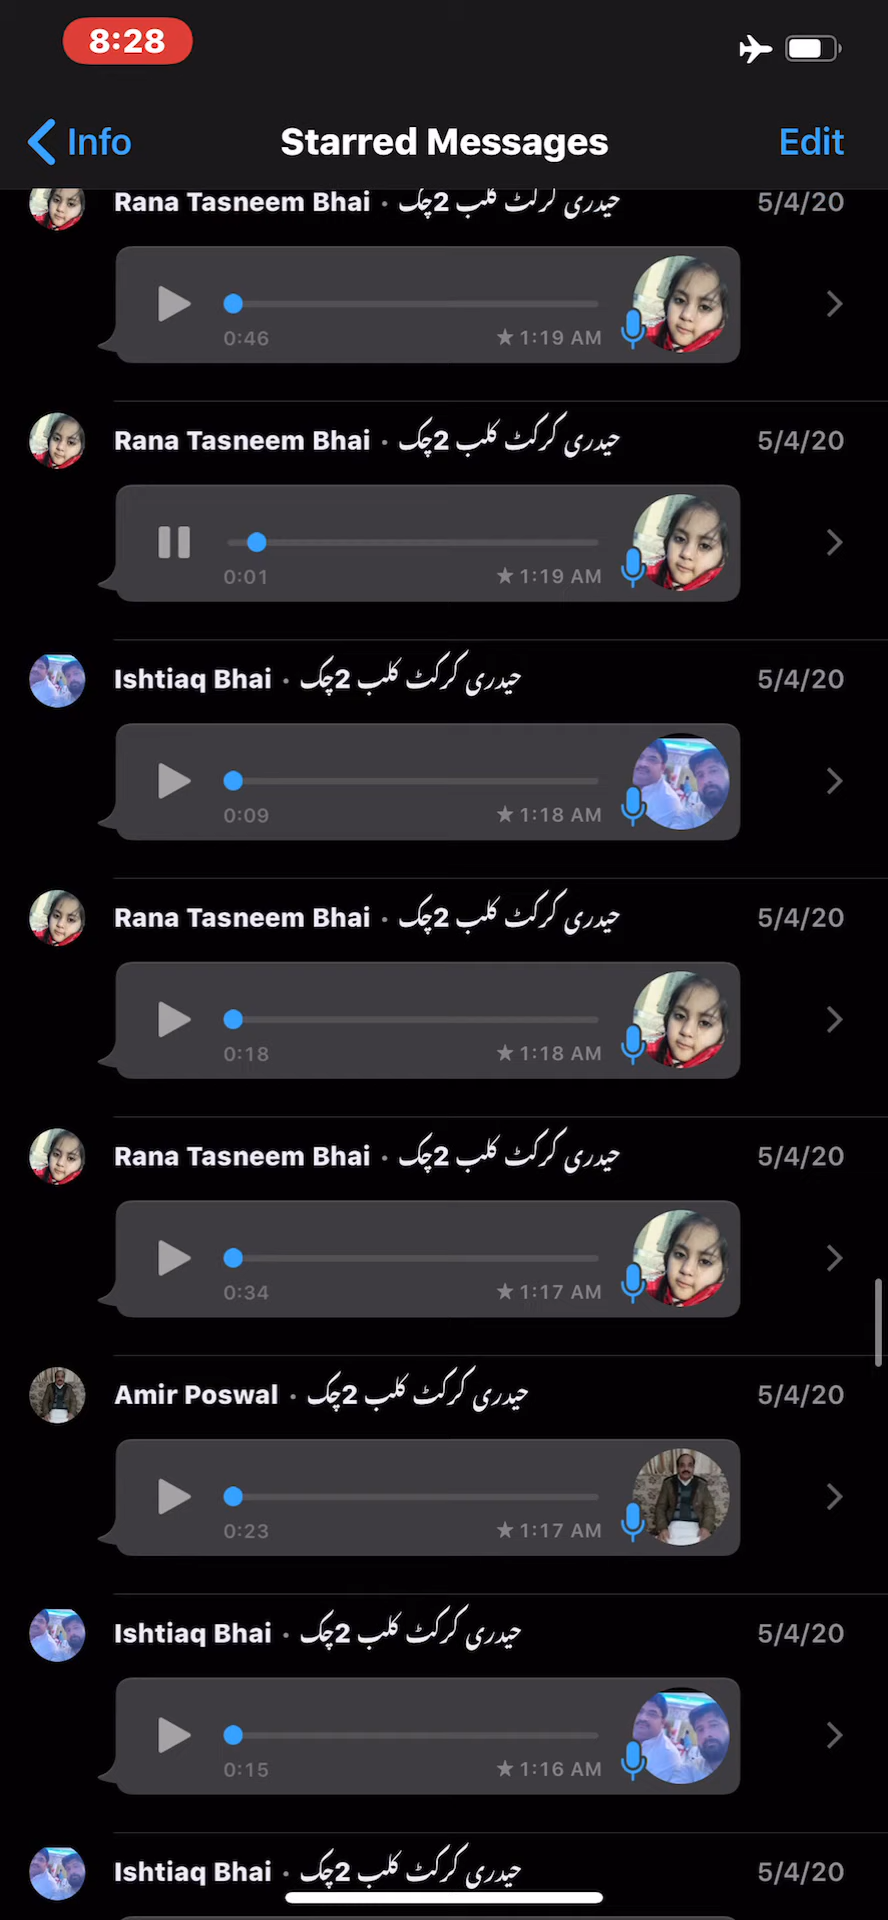 8:28
Info
Starred Messages
Edit
Rana Tasneem Bhai · حیدری کرکٹ کلب 2چک 5/4/20
0:46 ★ 1:19 AM
Rana Tasneem Bhai · حیدری کرکٹ کلب 2چک 5/4/20
0:01 ★ 1:19 AM
Ishtiaq Bhai · حیدری کرکٹ کلب 2چک 5/4/20
0:09 ★ 1:18 AM
Rana Tasneem Bhai · حیدری کرکٹ کلب 2چک 5/4/20
0:18 ★ 1:18 AM
Rana Tasneem Bhai · حیدری کرکٹ کلب 2چک 5/4/20
0:34 ★ 1:17 AM
Amir Poswal · حیدری کرکٹ کلب 2چک 5/4/20
0:23 ★ 1:17 AM
Ishtiaq Bhai · حیدری کرکٹ کلب 2چک 5/4/20
0:15 ★ 1:16 AM
Ishtiaq Bhai · حیدری کرکٹ کلب 2چک 5/4/20